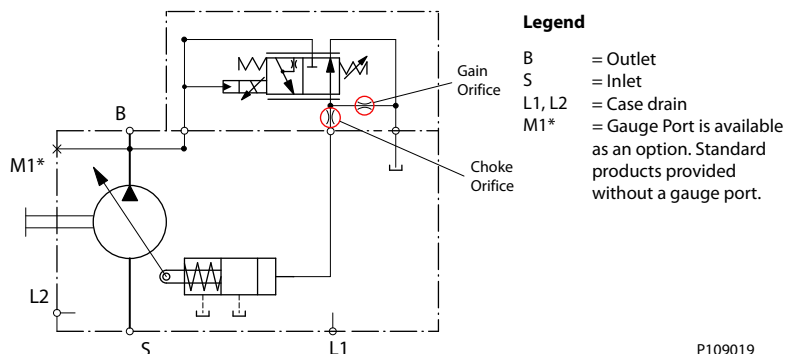 Legend
B = Outlet
S = Inlet
L1, L2 = Case drain
M1* = Gauge Port is available
as an option. Standard
products provided
without a gauge port.
Gain
Orifice
B
M1*
Choke
Orifice
L2
S
L1
P109019